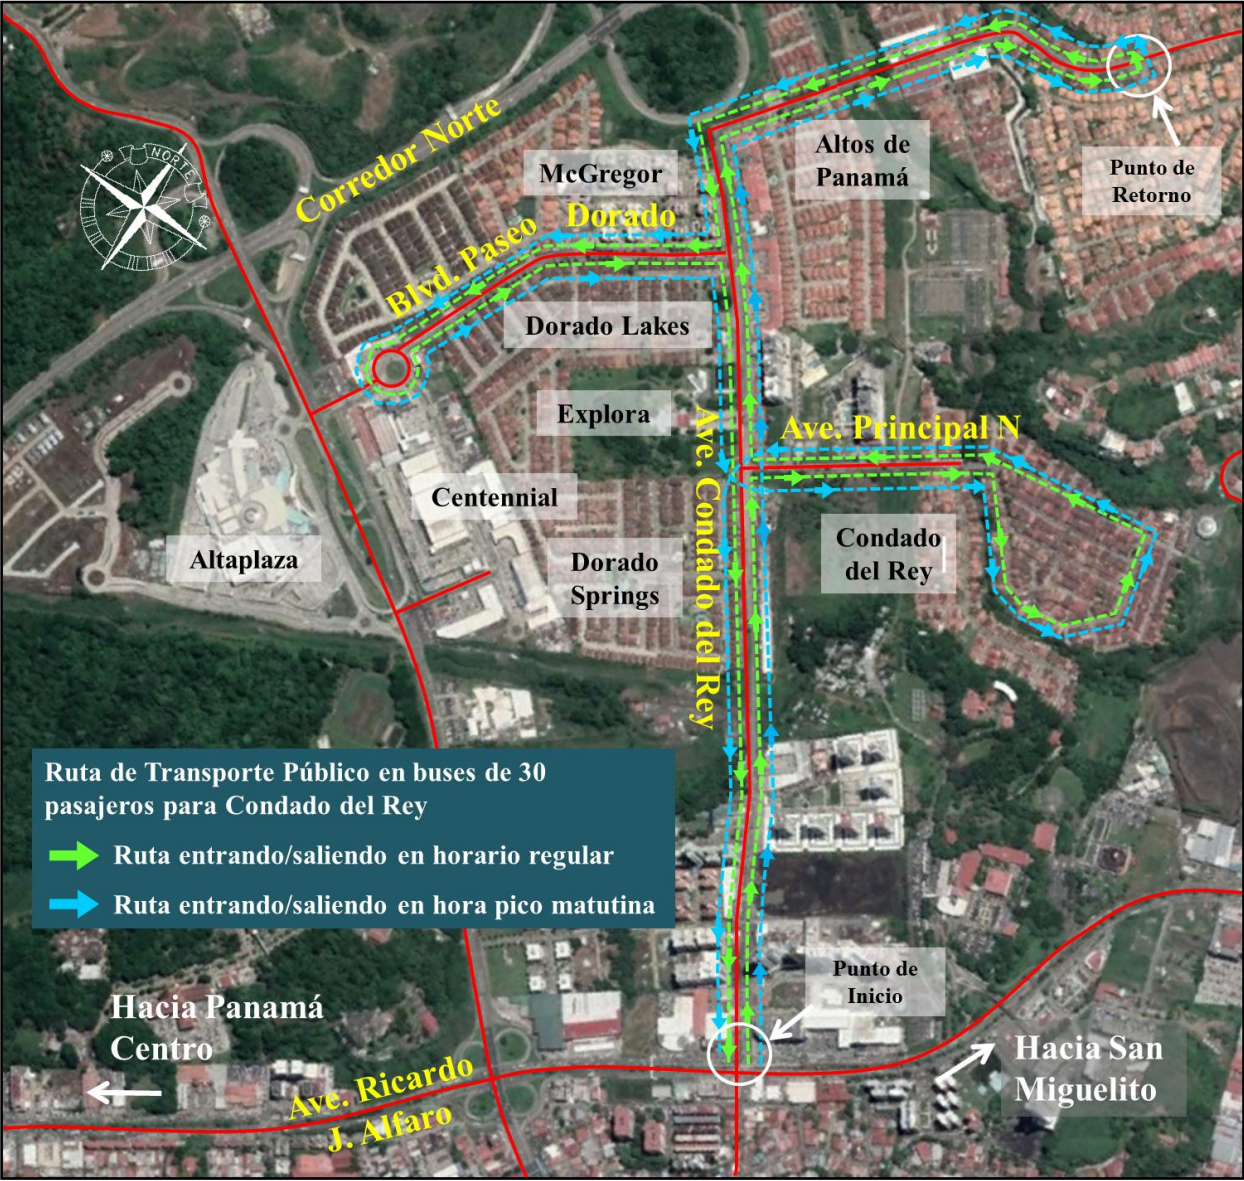 NORTE
Corredor Norte
McGregor
Altos de
Panamá
Punto de
Retorno
Blvd. Paseo
Dorado
Dorado Lakes
Explora
Ave. Principal N
Centennial
Ave. Condado del Rey
Altaplaza
Dorado
Springs
Condado
del Rey
Ruta de Transporte Público en buses de 30
pasajeros para Condado del Rey
Ruta entrando/saliendo en horario regular
Ruta entrando/saliendo en hora pico matutina
Punto de
Inicio
Hacia Panamá
Centro
Hacia San
Miguelito
Ave. Ricardo
J. Alfaro